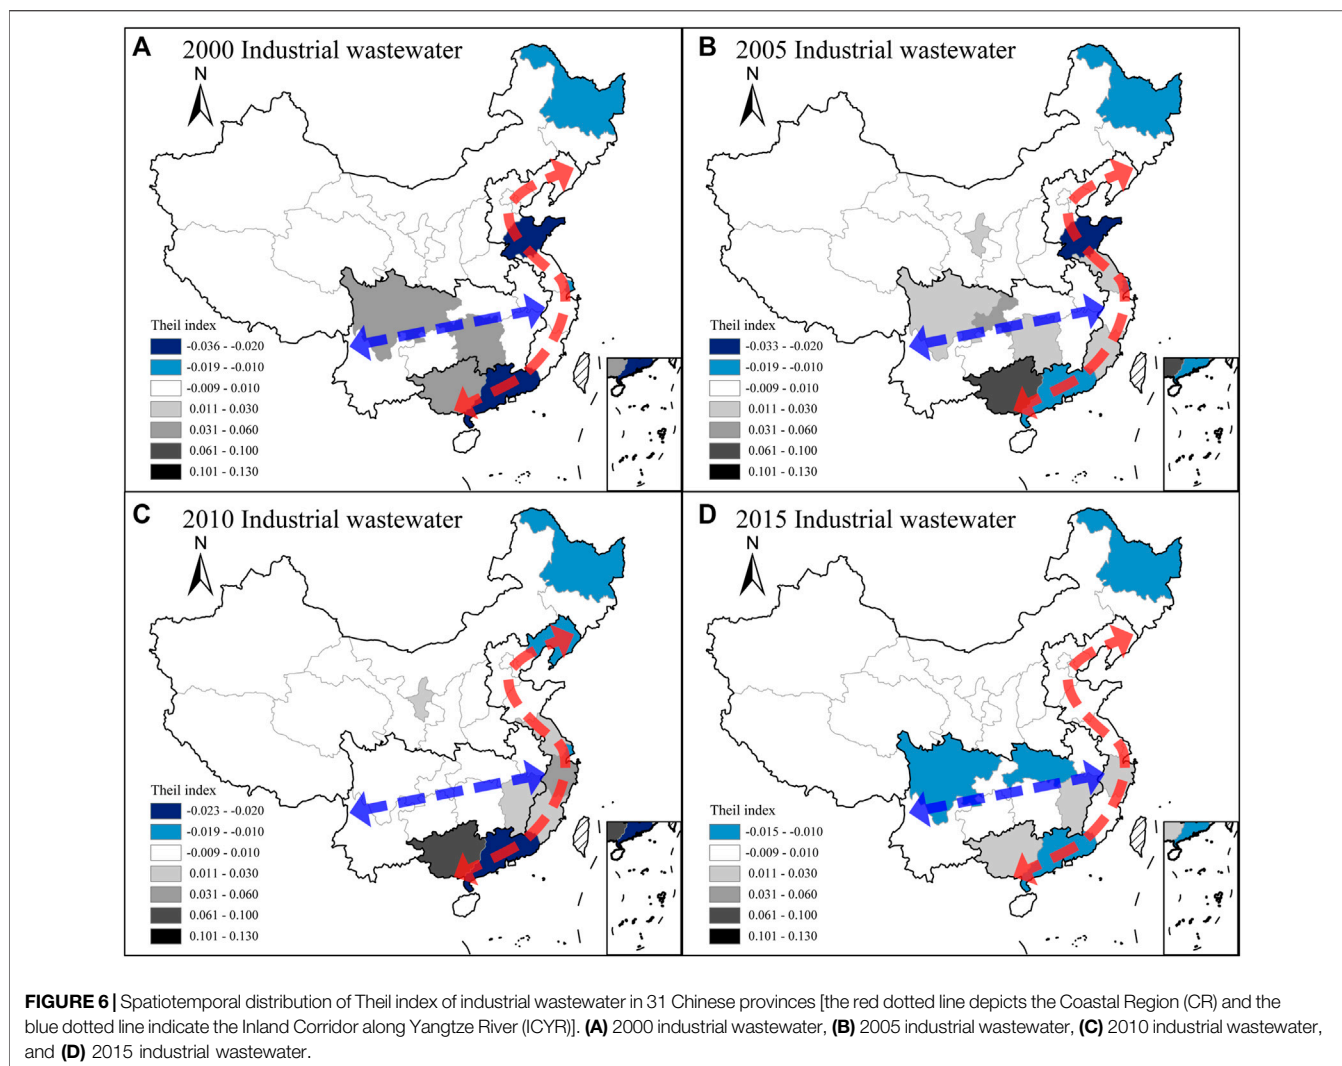 A 2000 Industrial wastewater
N
Theil index
-0.036 - -0.020
-0.019 - -0.010
-0.009 - 0.010
0.011 - 0.030
0.031 - 0.060
0.061 - 0.100
0.101 - 0.130
B 2005 Industrial wastewater
N
Theil index
-0.033 - -0.020
-0.019 - -0.010
-0.009 - 0.010
0.011 - 0.030
0.031 - 0.060
0.061 - 0.100
0.101 - 0.130
C 2010 Industrial wastewater
N
Theil index
-0.023 - -0.020
-0.019 - -0.010
-0.009 - 0.010
0.011 - 0.030
0.031 - 0.060
0.061 - 0.100
0.101 - 0.130
D 2015 Industrial wastewater
N
Theil index
-0.015 - -0.010
-0.009 - 0.010
0.011 - 0.030
0.031 - 0.060
0.061 - 0.100
0.101 - 0.130
FIGURE 6 | Spatiotemporal distribution of Theil index of industrial wastewater in 31 Chinese provinces [the red dotted line depicts the Coastal Region (CR) and the
blue dotted line indicate the Inland Corridor along Yangtze River (ICYR)]. (A) 2000 industrial wastewater, (B) 2005 industrial wastewater, (C) 2010 industrial wastewater,
and (D) 2015 industrial wastewater.